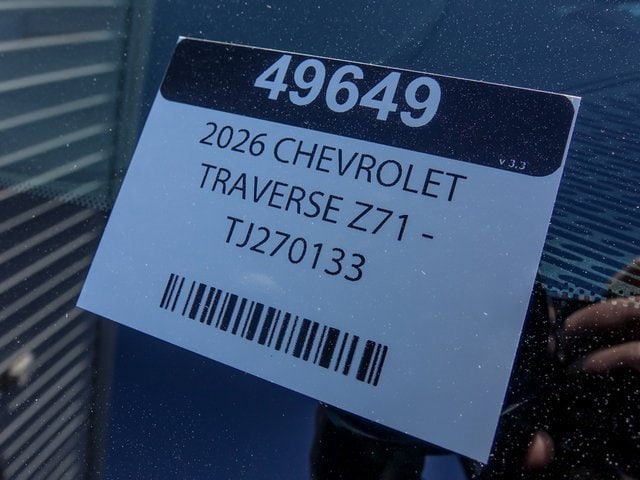 49649
v 3.3
2026 CHEVROLET
TRAVERSE Z71 -
TJ270133